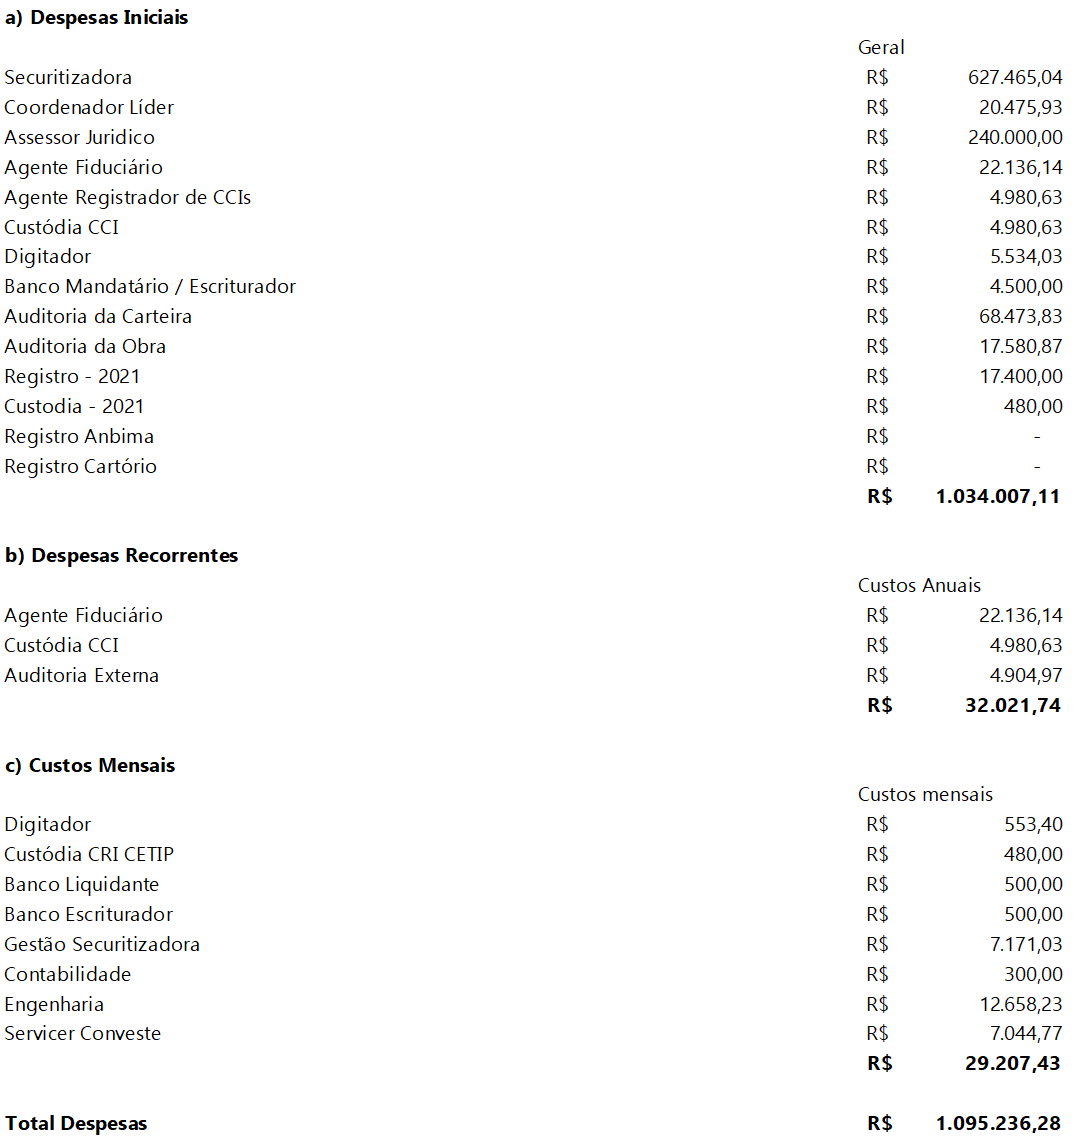 a) Despesas Iniciais
Geral
Securitizadora R$ 627.465,04
Coordenador Líder R$ 20.475,93
Assessor Juridico R$ 240.000,00
Agente Fiduciário R$ 22.136,14
Agente Registrador de CCIs R$ 4.980,63
Custódia CCI R$ 4.980,63
Digitador R$ 5.534,03
Banco Mandatário / Escriturador R$ 4.500,00
Auditoria da Carteira R$ 68.473,83
Auditoria da Obra R$ 17.580,87
Registro - 2021 R$ 17.400,00
Custodia - 2021 R$ 480,00
Registro Anbima R$ -
Registro Cartório R$ -
R$ 1.034.007,11
b) Despesas Recorrentes
Custos Anuais
Agente Fiduciário R$ 22.136,14
Custódia CCI R$ 4.980,63
Auditoria Externa R$ 4.904,97
R$ 32.021,74
c) Custos Mensais
Custos mensais
Digitador R$ 553,40
Custódia CRI CETIP R$ 480,00
Banco Liquidante R$ 500,00
Banco Escriturador R$ 500,00
Gestão Securitizadora R$ 7.171,03
Contabilidade R$ 300,00
Engenharia R$ 12.658,23
Servicer Conveste R$ 7.044,77
R$ 29.207,43
Total Despesas R$ 1.095.236,28